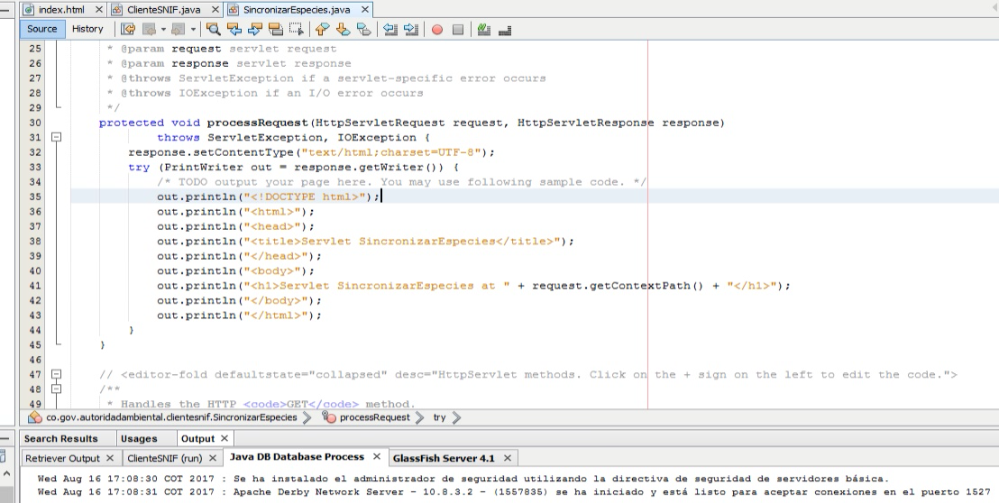 index.html ClienteSNIF.java SincronizarEspecies.java
Source History
25 * @param request servlet request
26 * @param response servlet response
27 * @throws ServletException if a servlet-specific error occurs
28 * @throws IOException if an I/O error occurs
29 */
30 protected void processRequest(HttpServletRequest request, HttpServletResponse response)
31 throws ServletException, IOException {
32 response.setContentType("text/html;charset=UTF-8");
33 try (PrintWriter out = response.getWriter()) {
34 /* TODO output your page here. You may use following sample code. */
35 out.println("<!DOCTYPE html>");
36 out.println("<html>");
37 out.println("<head>");
38 out.println("<title>Servlet SincronizarEspecies</title>");
39 out.println("</head>");
40 out.println("<body>");
41 out.println("<h1>Servlet SincronizarEspecies at " + request.getContextPath() + "</h1>");
42 out.println("</body>");
43 out.println("</html>");
44 }
45 }
46
47 // <editor-fold defaultstate="collapsed" desc="HttpServlet methods. Click on the + sign on the left to edit the code.">
48 /**
49 * Handles the HTTP <code>GET</code> method.
co.gov.autoridadambiental.clientesnif.SincronizarEspecies processRequest try
Search Results Usages Output
Retriever Output ClienteSNIF (run) Java DB Database Process GlassFish Server 4.1
Wed Aug 16 17:08:30 COT 2017 : Se ha instalado el administrador de seguridad utilizando la directiva de seguridad de servidores básica.
Wed Aug 16 17:08:31 COT 2017 : Apache Derby Network Server - 10.8.3.2 - (1557835) se ha iniciado y está listo para aceptar conexiones en el puerto 1527